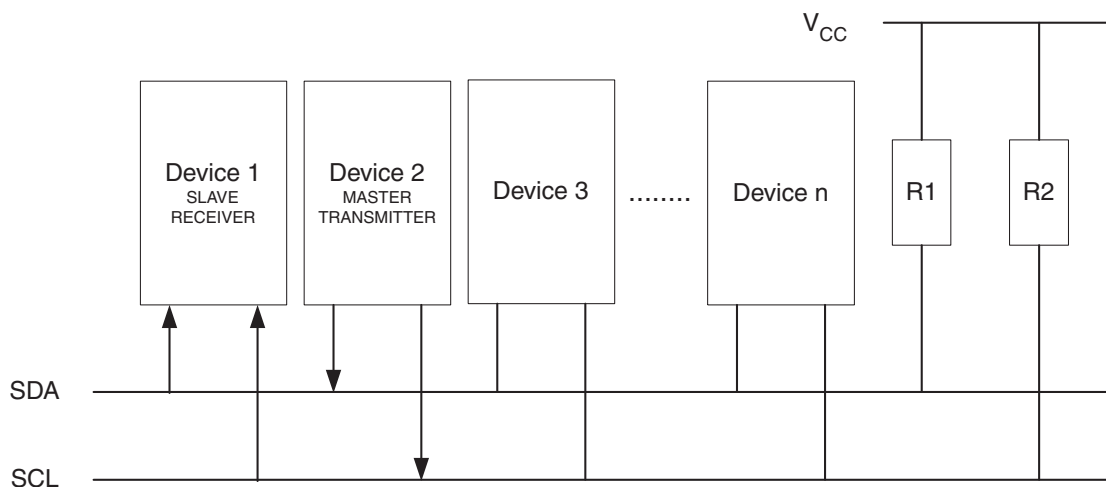 VCC
Device 1
SLAVE
RECEIVER
Device 2
MASTER
TRANSMITTER
Device 3
........
Device n
R1
R2
SDA
SCL